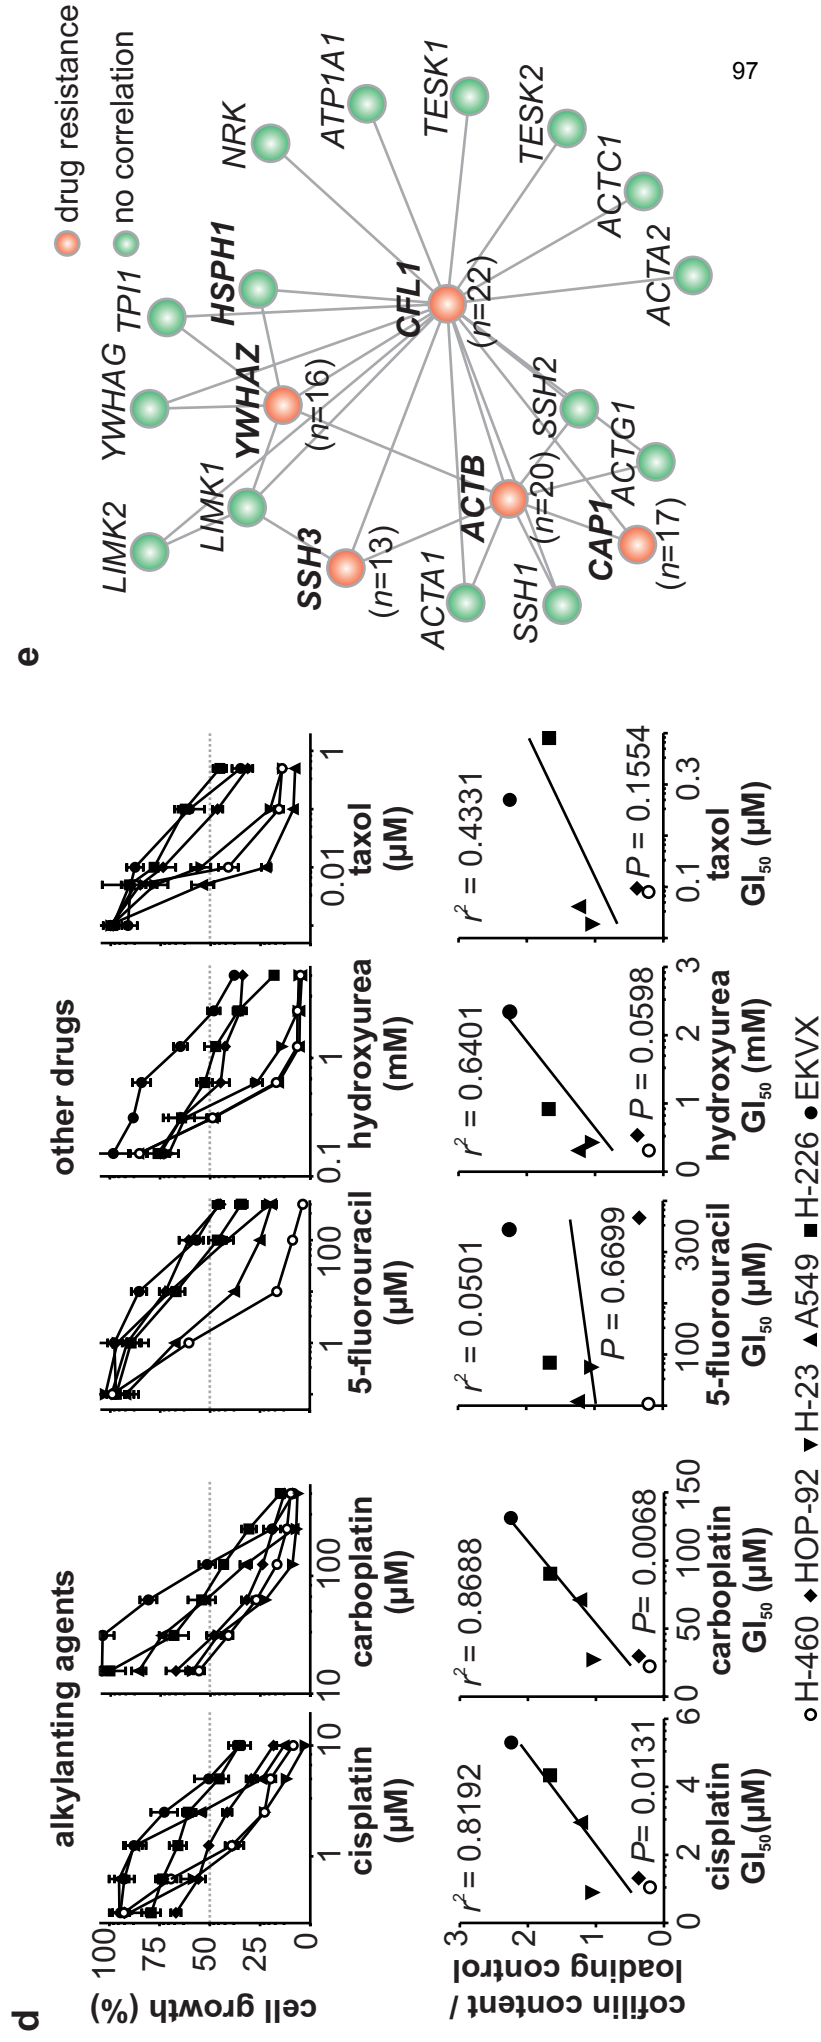 d
alkylanting agents
other drugs
cell growth (%)
100
75
50
25
0
1
10
cisplatin
(µM)
10
100
carboplatin
(µM)
1
100
5-fluorouracil
(µM)
0.1
1
hydroxyurea
(mM)
0.01
1
taxol
(µM)
cofilin content /
loading control
3
2
1
0
r² = 0.8192
P= 0.0131
0
2
4
6
cisplatin
GI₅₀(µM)
r² = 0.8688
P= 0.0068
0
50
100
150
carboplatin
GI₅₀ (µM)
r² = 0.0501
P = 0.6699
100
300
5-fluorouracil
GI₅₀ (µM)
r² = 0.6401
P = 0.0598
0
1
2
3
hydroxyurea
GI₅₀ (mM)
r² = 0.4331
P = 0.1554
0.1
0.3
taxol
GI₅₀ (µM)
H-460 HOP-92 H-23 A549 H-226 EKVX
e
drug resistance
no correlation
LIMK2
YWHAG
TPI1
LIMK1
YWHAZ
(n=16)
HSPH1
NRK
SSH3
(n=13)
ATP1A1
CFL1
(n=22)
TESK1
ACTA1
ACTB
(n=20)
SSH1
SSH2
TESK2
CAP1
(n=17)
ACTG1
ACTC1
ACTA2
97